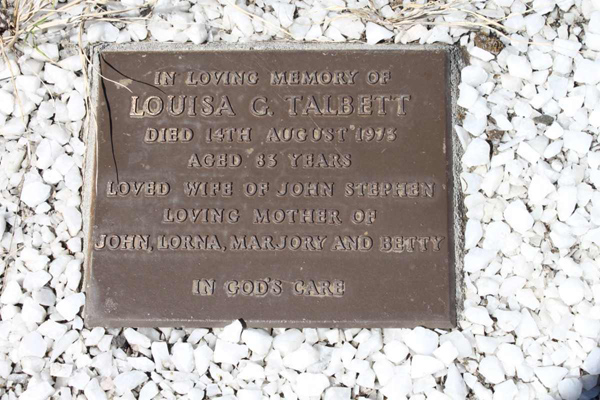 IN LOVING MEMORY OF
LOUISA G. TALBETT
DIED 14TH AUGUST 1973
AGED 83 YEARS
LOVED WIFE OF JOHN STEPHEN
LOVING MOTHER OF
JOHN, LORNA, MARJORY AND BETTY
IN GOD'S CARE